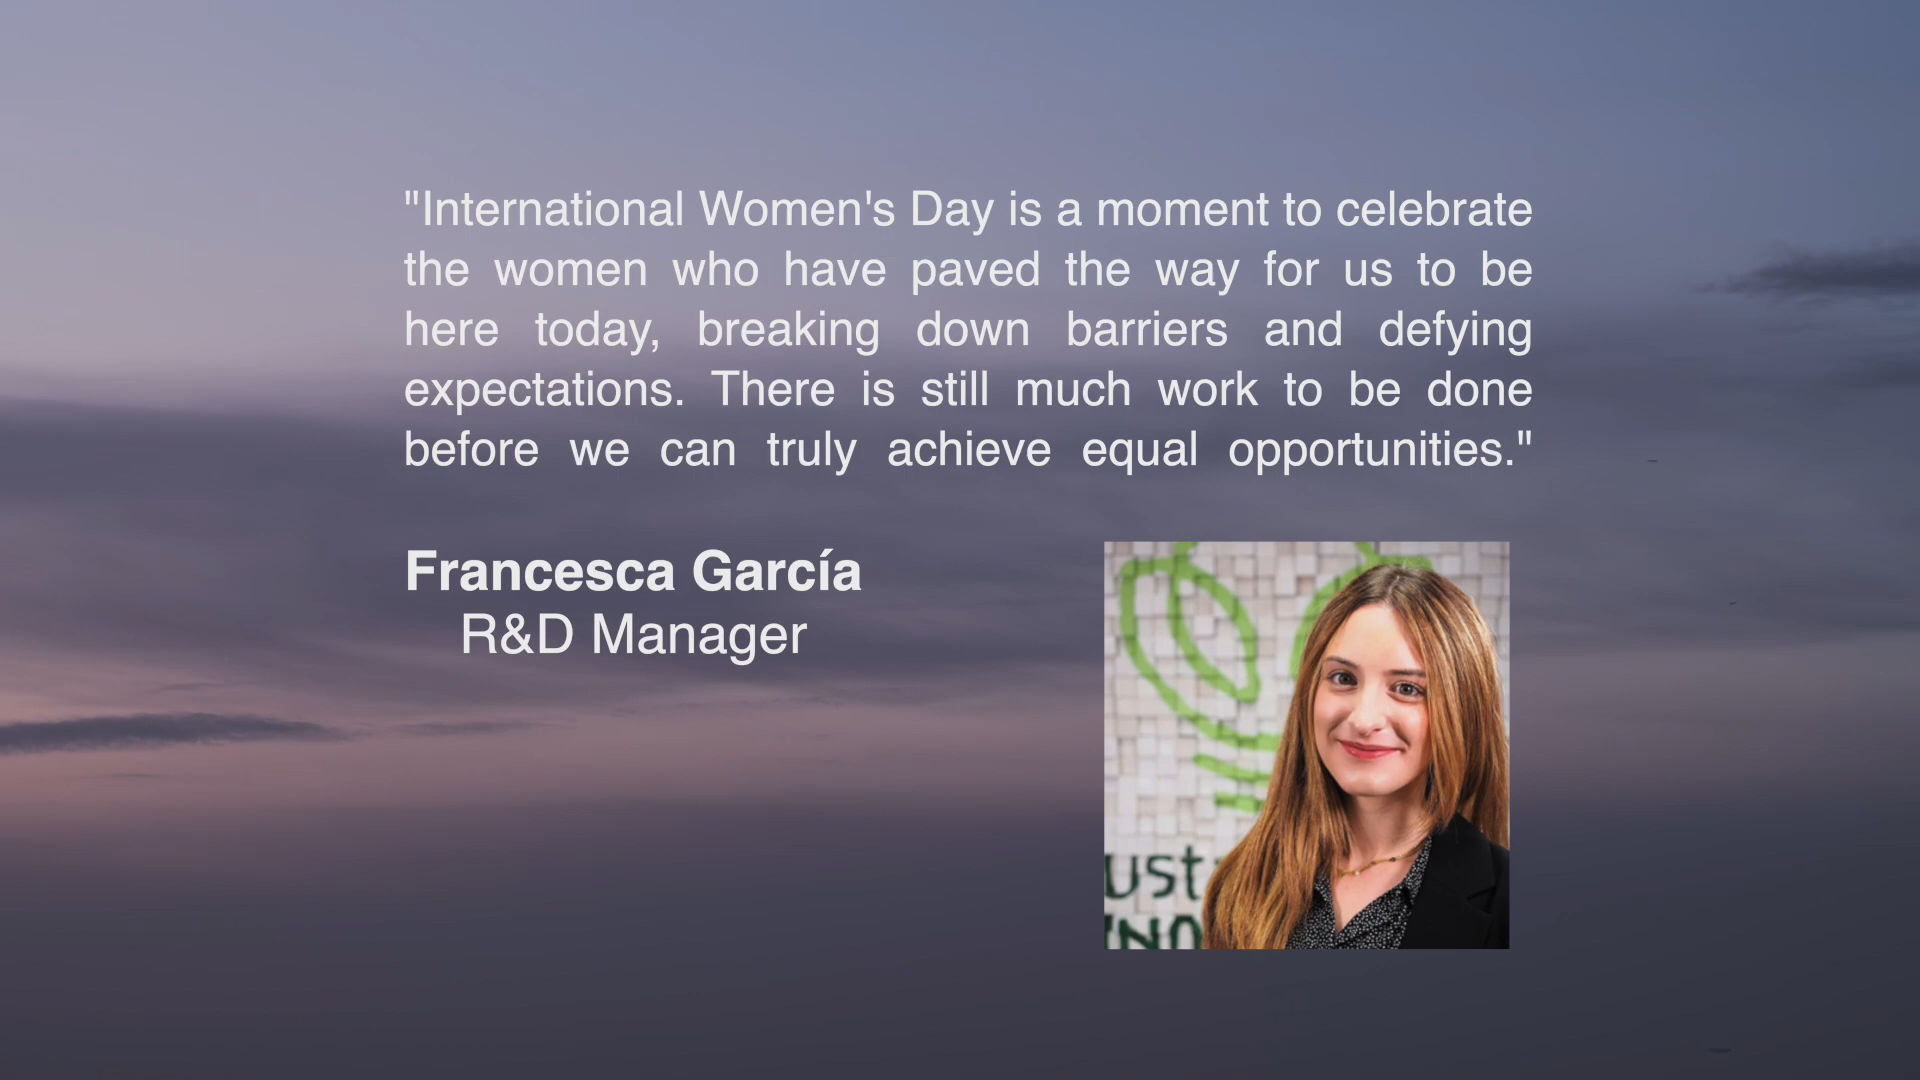 "International Women's Day is a moment to celebrate
the women who have paved the way for us to be
here today, breaking down barriers and defying
expectations. There is still much work to be done
before we can truly achieve equal opportunities."
Francesca García
R&D Manager
ust